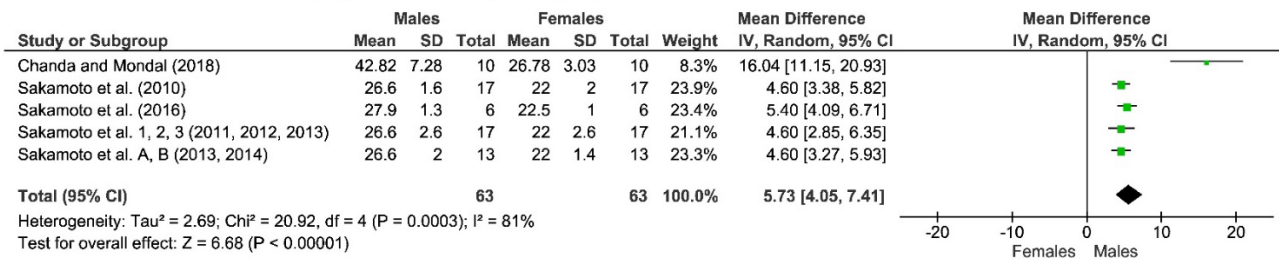 Males Females Mean Difference Mean Difference
Study or Subgroup Mean SD Total Mean SD Total Weight IV, Random, 95% CI IV, Random, 95% CI
Chanda and Mondal (2018) 42.82 7.28 10 26.78 3.03 10 8.3% 16.04 [11.15, 20.93]
Sakamoto et al. (2010) 26.6 1.6 17 22 2 17 23.9% 4.60 [3.38, 5.82]
Sakamoto et al. (2016) 27.9 1.3 6 22.5 1 6 23.4% 5.40 [4.09, 6.71]
Sakamoto et al. 1, 2, 3 (2011, 2012, 2013) 26.6 2.6 17 22 2.6 17 21.1% 4.60 [2.85, 6.35]
Sakamoto et al. A, B (2013, 2014) 26.6 2 13 22 1.4 13 23.3% 4.60 [3.27, 5.93]
Total (95% CI) 63 63 100.0% 5.73 [4.05, 7.41]
Heterogeneity: Tau² = 2.69; Chi² = 20.92, df = 4 (P = 0.0003); I² = 81%
Test for overall effect: Z = 6.68 (P < 0.00001)
-20 -10 0 10 20
Females Males